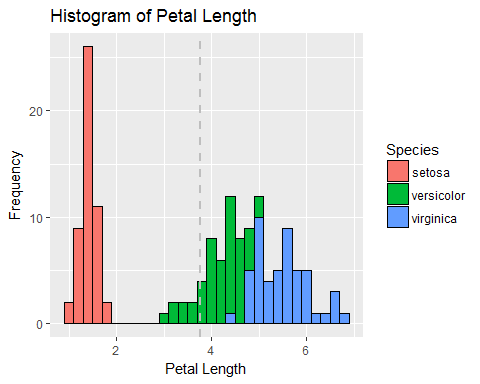 Histogram of Petal Length
Frequency
20
10
0
2
4
6
Petal Length
Species
setosa
versicolor
virginica